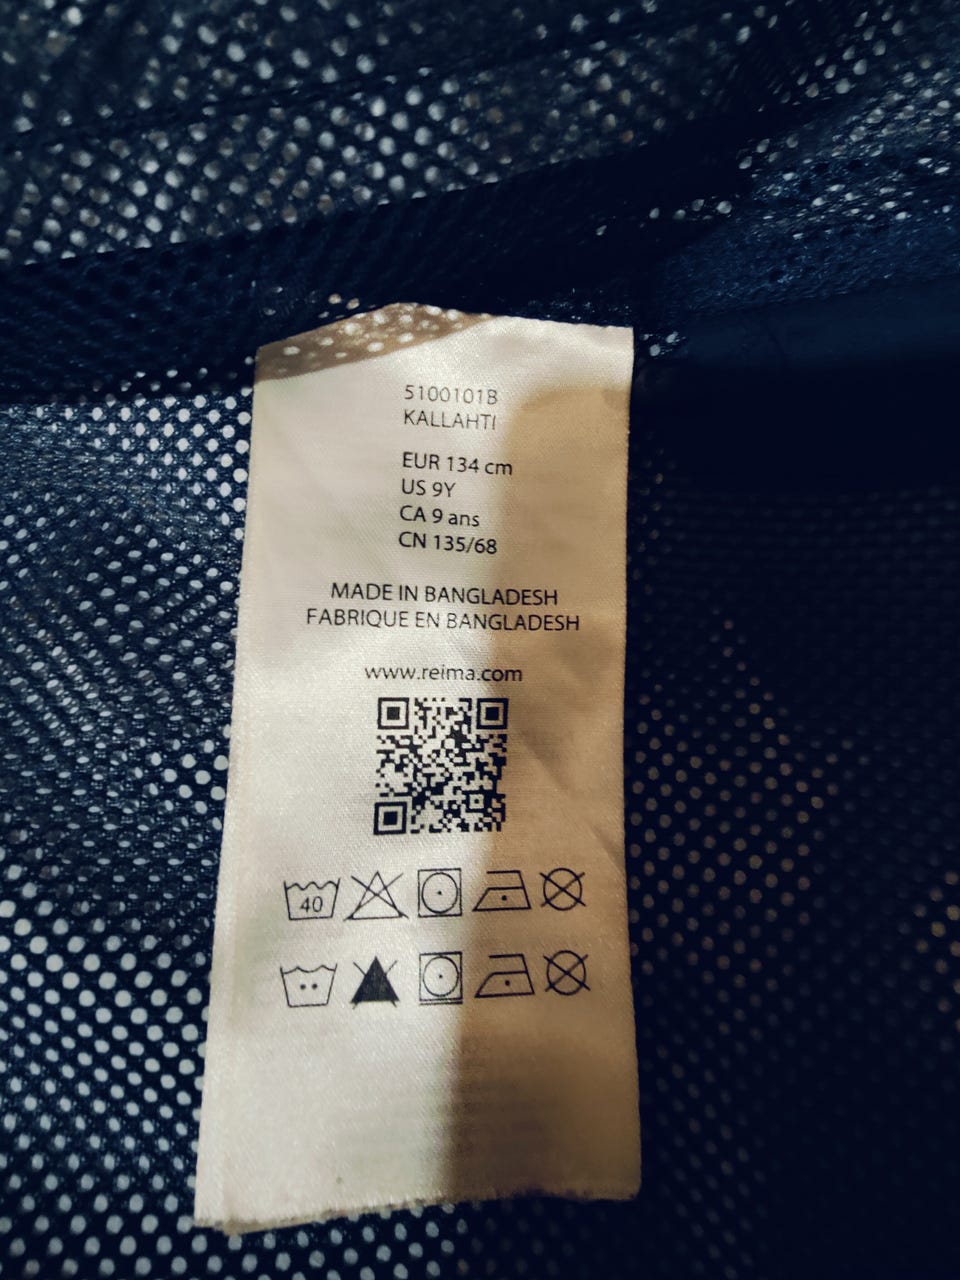 5100101B
KALLAHTI
EUR 134 cm
US 9Y
CA 9 ans
CN 135/68
MADE IN BANGLADESH
FABRIQUE EN BANGLADESH
www.reima.com
40